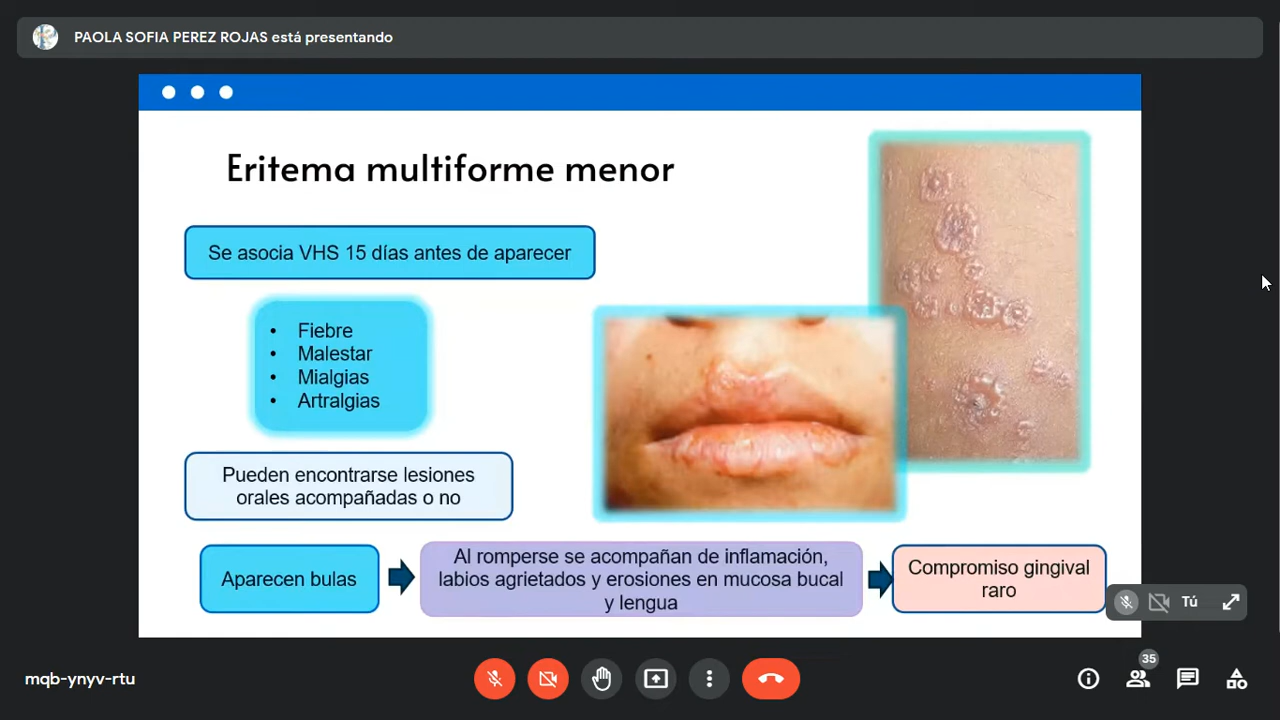 PAOLA SOFIA PEREZ ROJAS está presentando
Eritema multiforme menor
Se asocia VHS 15 días antes de aparecer
• Fiebre
• Malestar
• Mialgias
• Artralgias
Pueden encontrarse lesiones
orales acompañadas o no
Aparecen bulas
Al romperse se acompañan de inflamación,
labios agrietados y erosiones en mucosa bucal
y lengua
Compromiso gingival
raro
Tú
mqb-ynyv-rtu
35